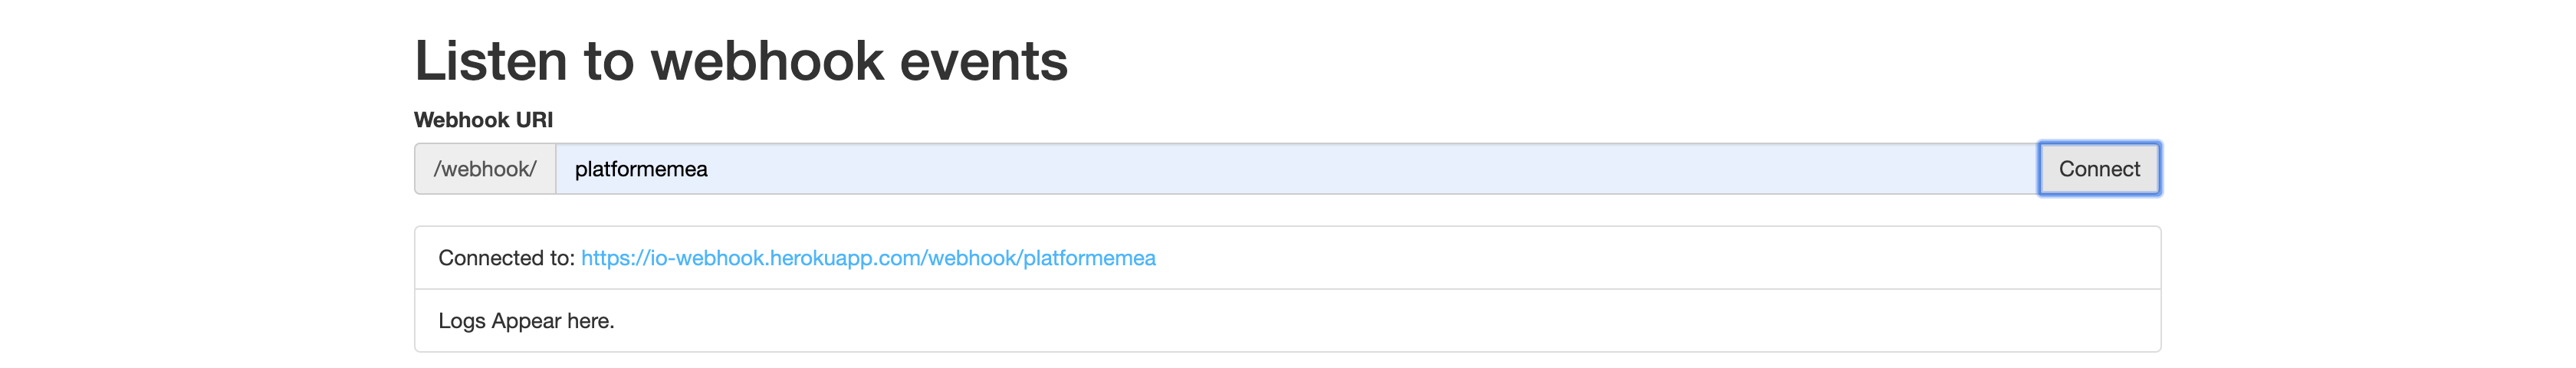 Listen to webhook events
Webhook URI
/webhook/ platformemea Connect
Connected to: https://io-webhook.herokuapp.com/webhook/platformemea
Logs Appear here.